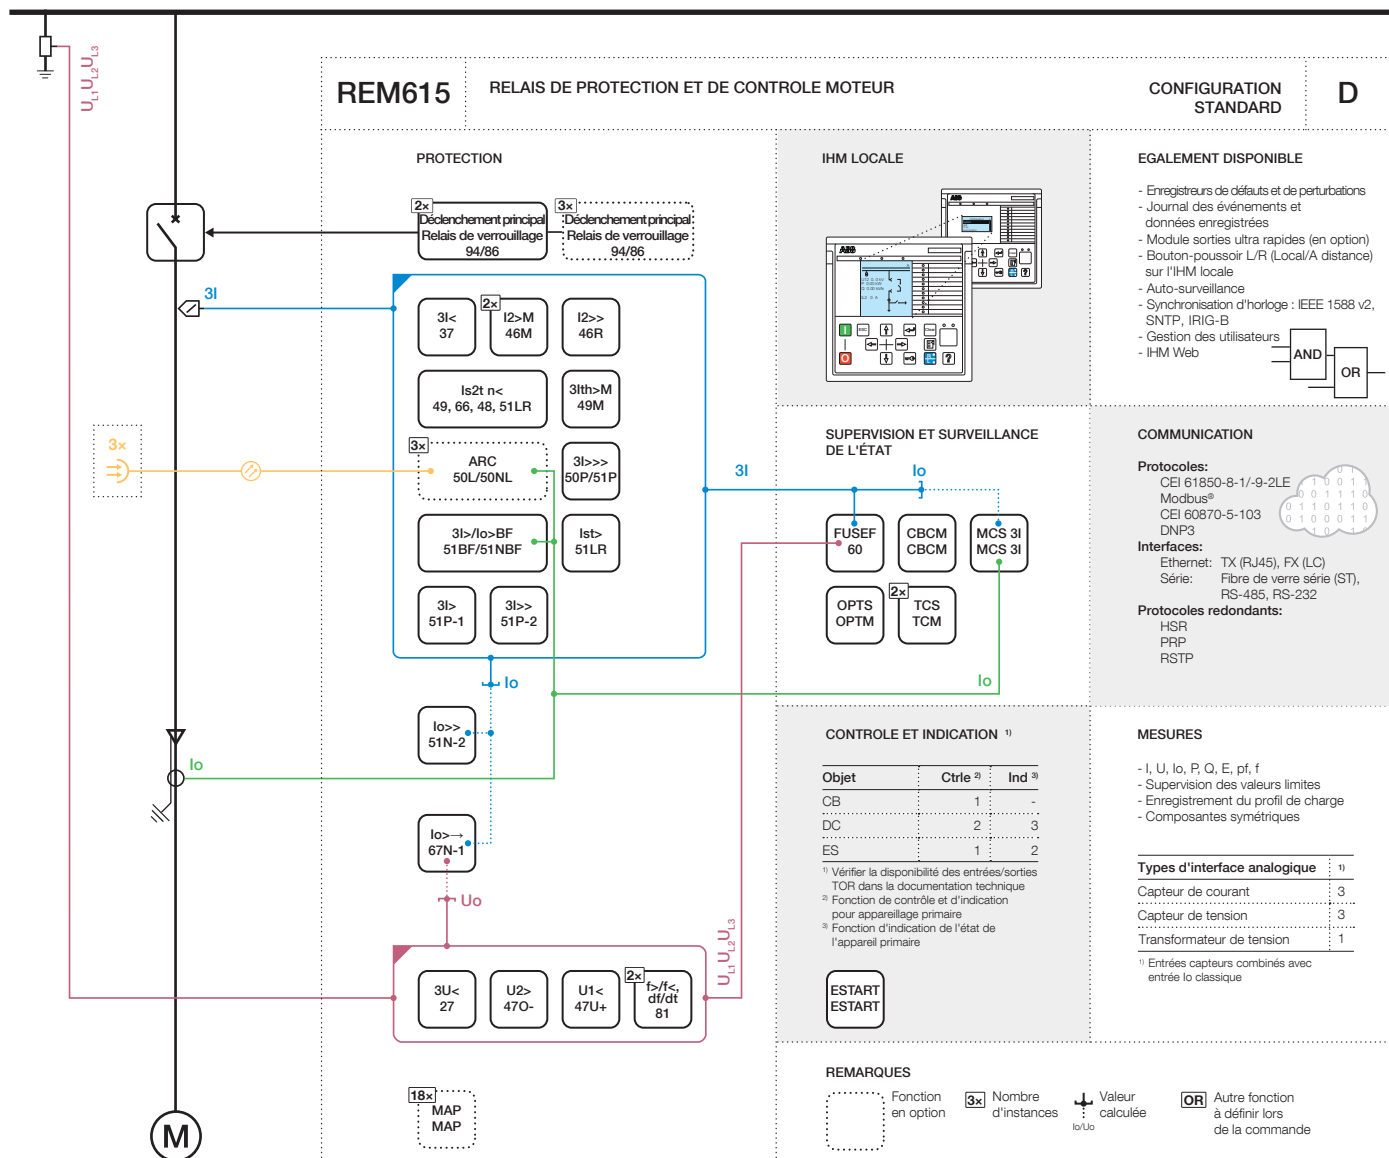 REM615
RELAIS DE PROTECTION ET DE CONTROLE MOTEUR
CONFIGURATION
STANDARD
D
UL1 UL2 UL3
PROTECTION
2×
Déclenchement principal
Relais de verrouillage
94/86
3×
Déclenchement principal
Relais de verrouillage
94/86
3I
3I<
37
2×
I2>M
46M
I2>>
46R
Is2t n<
49, 66, 48, 51LR
3Ith>M
49M
3×
3×
ARC
50L/50NL
3I>>>
50P/51P
3I>/Io>BF
51BF/51NBF
Ist>
51LR
3I>
51P-1
3I>>
51P-2
Io
Io>>
51N-2
Io
Io>→
67N-1
Uo
3U<
27
U2>
47O-
U1<
47U+
2×
f>/f<,
df/dt
81
UL1 UL2 UL3
18×
MAP
MAP
M
IHM LOCALE
ABB
ABB
ESC
Clear
I
O
?
?
SUPERVISION ET SURVEILLANCE
DE L'ÉTAT
3I
Io
FUSEF
60
CBCM
CBCM
MCS 3I
MCS 3I
OPTS
OPTM
2×
TCS
TCM
Io
CONTROLE ET INDICATION 1)
Objet Ctrle 2) Ind 3)
CB 1 -
DC 2 3
ES 1 2
1) Vérifier la disponibilité des entrées/sorties
TOR dans la documentation technique
2) Fonction de contrôle et d'indication
pour appareillage primaire
3) Fonction d'indication de l'état de
l'appareil primaire
ESTART
ESTART
EGALEMENT DISPONIBLE
- Enregistreurs de défauts et de perturbations
- Journal des événements et
données enregistrées
- Module sorties ultra rapides (en option)
- Bouton-poussoir L/R (Local/A distance)
sur l'IHM locale
- Auto-surveillance
- Synchronisation d'horloge : IEEE 1588 v2,
SNTP, IRIG-B
- Gestion des utilisateurs
- IHM Web
AND
OR
COMMUNICATION
Protocoles:
CEI 61850-8-1/-9-2LE
Modbus®
CEI 60870-5-103
DNP3
Interfaces:
Ethernet: TX (RJ45), FX (LC)
Série: Fibre de verre série (ST),
RS-485, RS-232
Protocoles redondants:
HSR
PRP
RSTP
MESURES
- I, U, Io, P, Q, E, pf, f
- Supervision des valeurs limites
- Enregistrement du profil de charge
- Composantes symétriques
Types d'interface analogique 1)
Capteur de courant 3
Capteur de tension 3
Transformateur de tension 1
1) Entrées capteurs combinés avec
entrée Io classique
REMARQUES
Fonction
en option
3×
Nombre
d'instances
Io/Uo
Valeur
calculée
OR
Autre fonction
à définir lors
de la commande